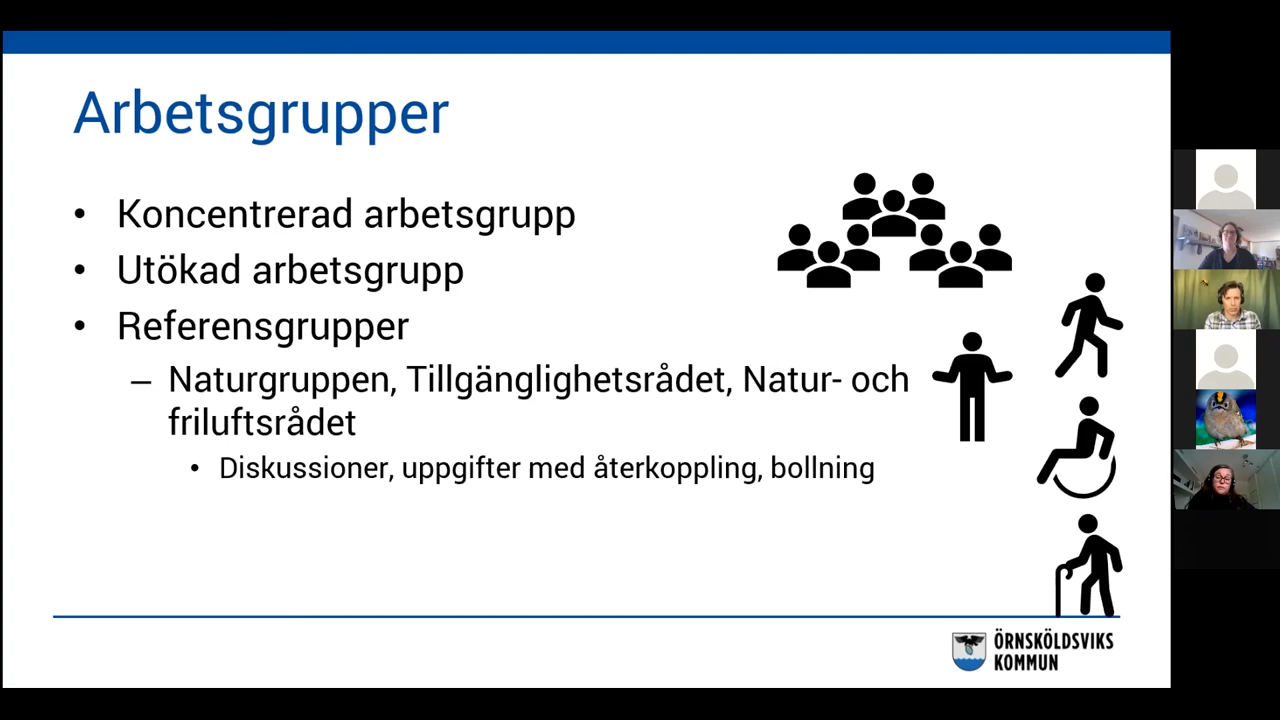 Arbetsgrupper
• Koncentrerad arbetsgrupp
• Utökad arbetsgrupp
• Referensgrupper
– Naturgruppen, Tillgänglighetsrådet, Natur- och
friluftsrådet
• Diskussioner, uppgifter med återkoppling, bollning
ÖRNSKÖLDSVIKS
KOMMUN